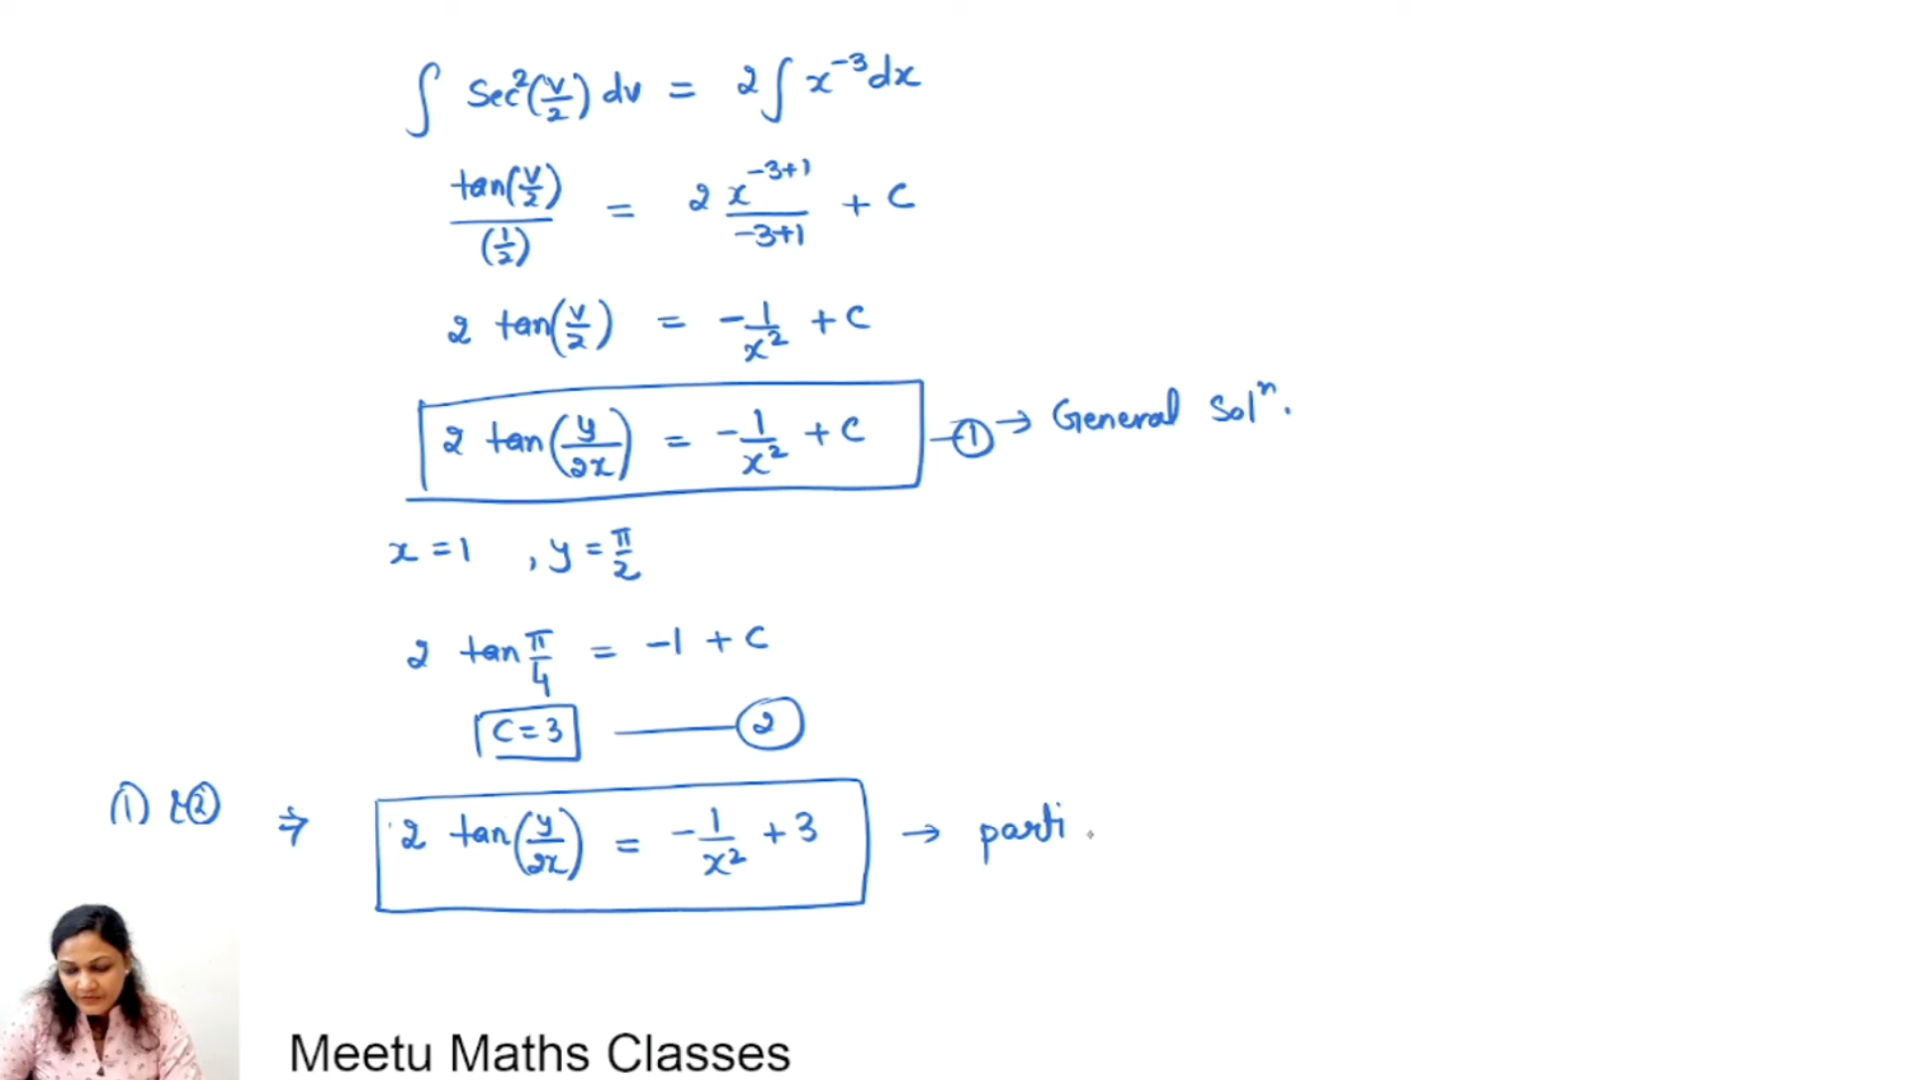 ∫ Sec²(v/2) dv = 2∫ x⁻³dx
tan(v/2)/(1/2) = 2 x⁻³⁺¹/-3+1 + C
2 tan(v/2) = -1/x² + C
2 tan(y/2x) = -1/x² + C —① → General Solⁿ.
x = 1 , y = π/2
2 tan π/4 = -1 + C
C = 3 —— ②
① & ② ⇒ 2 tan(y/2x) = -1/x² + 3 → parti
Meetu Maths Classes